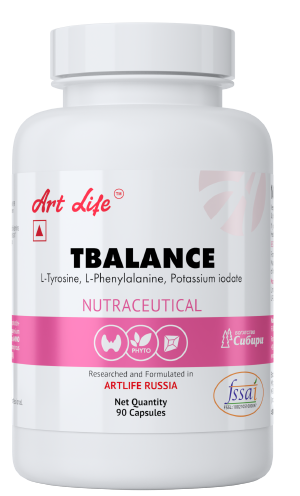 Art Life™
TBALANCE
L-Tyrosine, L-Phenylalanine, Potassium iodate
NUTRACEUTICAL
PHYTO
Сибири
Researched and Formulated in
ARTLIFE RUSSIA
Net Quantity
90 Capsules
fssai